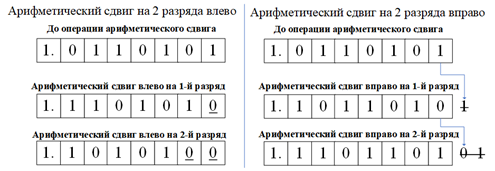 Арифметический сдвиг на 2 разряда влево
До операции арифметического сдвига
1. 0 1 1 0 1 0 1
Арифметический сдвиг влево на 1-й разряд
1. 1 1 0 1 0 1 0
Арифметический сдвиг влево на 2-й разряд
1. 1 0 1 0 1 0 0
Арифметический сдвиг на 2 разряда вправо
До операции арифметического сдвига
1. 0 1 1 0 1 0 1
Арифметический сдвиг вправо на 1-й разряд
1. 1 0 1 1 0 1 0 1
Арифметический сдвиг вправо на 2-й разряд
1. 1 1 0 1 1 0 1 0 1